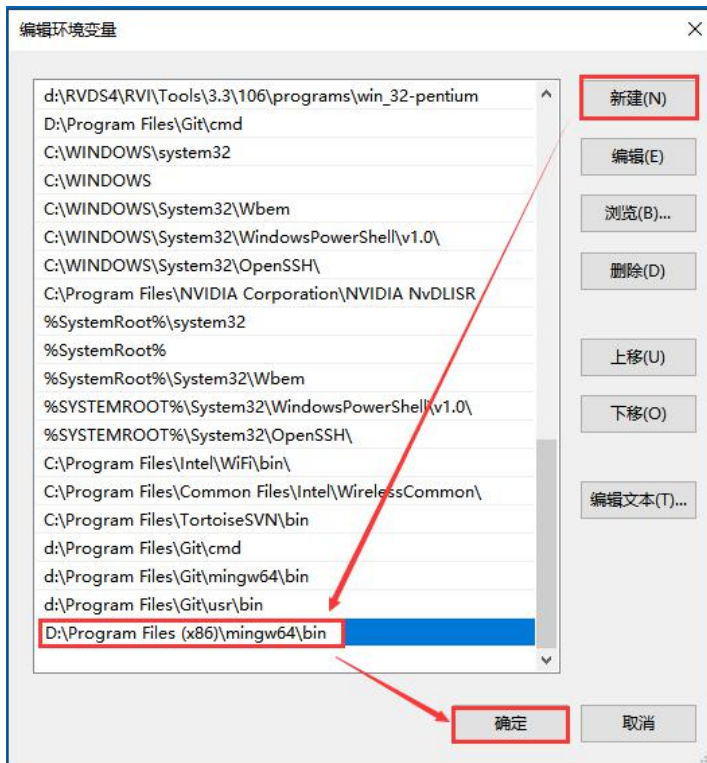 编辑环境变量
d:\RVDS4\RVI\Tools\3.3\106\programs\win_32-pentium
D:\Program Files\Git\cmd
C:\WINDOWS\system32
C:\WINDOWS
C:\WINDOWS\System32\Wbem
C:\WINDOWS\System32\WindowsPowerShell\v1.0\
C:\WINDOWS\System32\OpenSSH\
C:\Program Files\NVIDIA Corporation\NVIDIA NvDLISR
%SystemRoot%\system32
%SystemRoot%
%SystemRoot%\System32\Wbem
%SYSTEMROOT%\System32\WindowsPowerShell\v1.0\
%SYSTEMROOT%\System32\OpenSSH\
C:\Program Files\Intel\WiFi\bin\
C:\Program Files\Common Files\Intel\WirelessCommon\
C:\Program Files\TortoiseSVN\bin
d:\Program Files\Git\cmd
d:\Program Files\Git\mingw64\bin
d:\Program Files\Git\usr\bin
D:\Program Files (x86)\mingw64\bin
新建(N)
编辑(E)
浏览(B)...
删除(D)
上移(U)
下移(O)
编辑文本(T)...
确定
取消